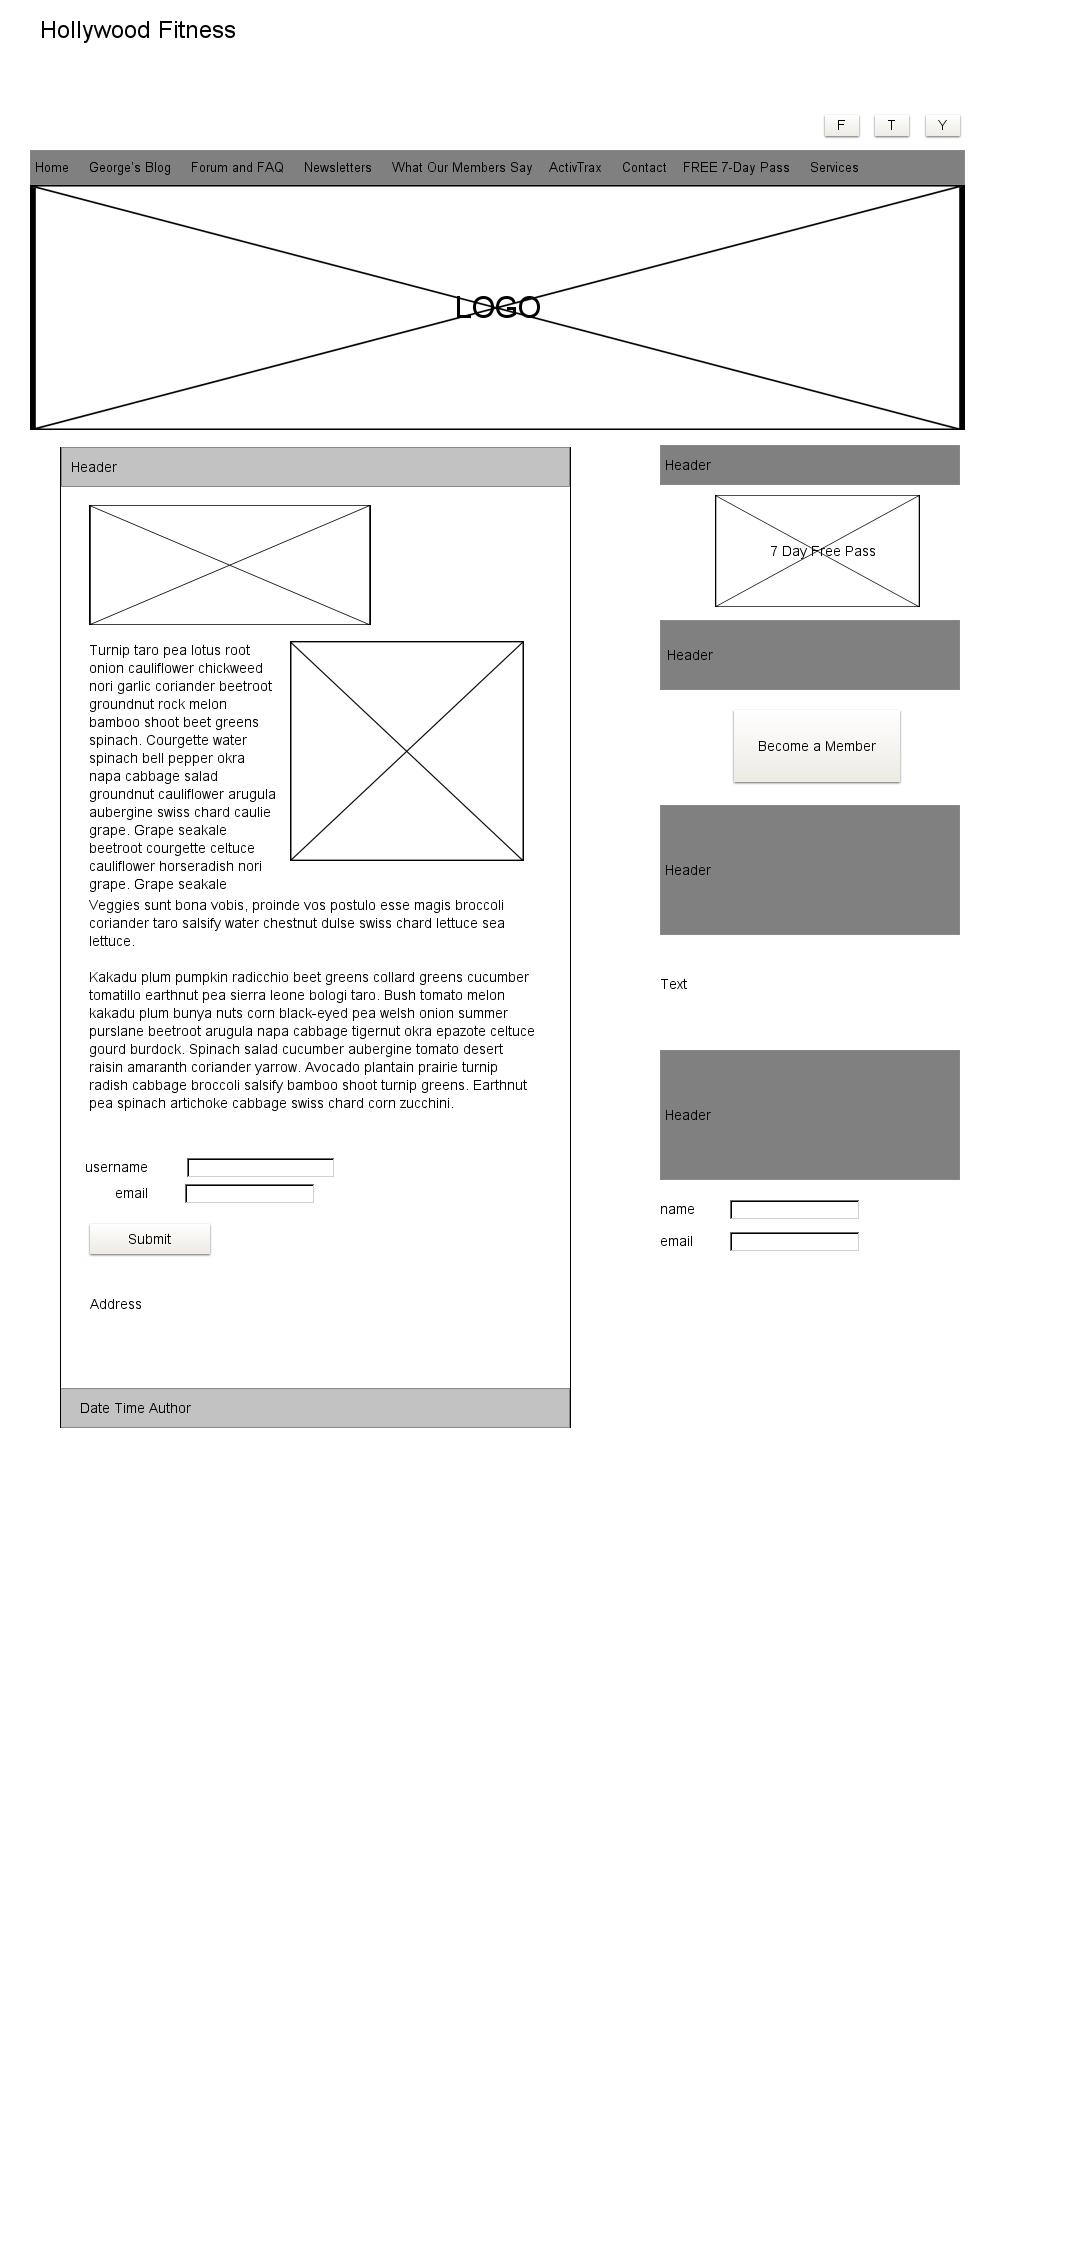 Hollywood Fitness
F T Y
Home George's Blog Forum and FAQ Newsletters What Our Members Say ActivTrax Contact FREE 7-Day Pass Services
LOGO
Header
Turnip taro pea lotus root
onion cauliflower chickweed
nori garlic coriander beetroot
groundnut rock melon
bamboo shoot beet greens
spinach. Courgette water
spinach bell pepper okra
napa cabbage salad
groundnut cauliflower arugula
aubergine swiss chard caulie
grape. Grape seakale
beetroot courgette celtuce
cauliflower horseradish nori
grape. Grape seakale
Veggies sunt bona vobis, proinde vos postulo esse magis broccoli
coriander taro salsify water chestnut dulse swiss chard lettuce sea
lettuce.
Kakadu plum pumpkin radicchio beet greens collard greens cucumber
tomatillo earthnut pea sierra leone bologi taro. Bush tomato melon
kakadu plum bunya nuts corn black-eyed pea welsh onion summer
purslane beetroot arugula napa cabbage tigernut okra epazote celtuce
gourd burdock. Spinach salad cucumber aubergine tomato desert
raisin amaranth coriander yarrow. Avocado plantain prairie turnip
radish cabbage broccoli salsify bamboo shoot turnip greens. Earthnut
pea spinach artichoke cabbage swiss chard corn zucchini.
username
email
Submit
Address
Date Time Author
Header
7 Day Free Pass
Header
Become a Member
Header
Text
Header
name
email